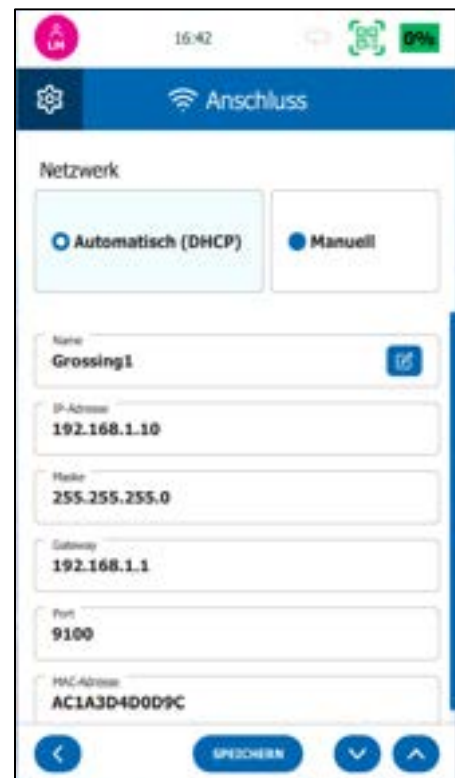 LM
16:42
0%
Anschluss
Netzwerk
Automatisch (DHCP)
Manuell
Name
Grossing1
IP-Adresse
192.168.1.10
Maske
255.255.255.0
Gateway
192.168.1.1
Port
9100
MAC-Adresse
AC1A3D4D0D9C
SPEICHERN